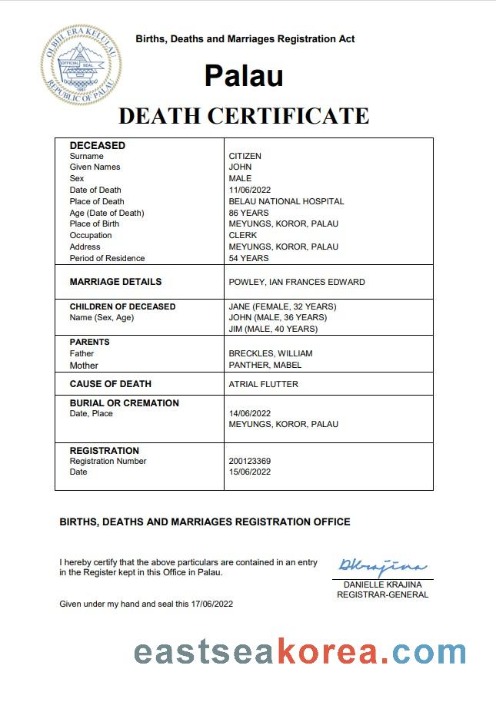 OLBIIL ERA KELULAU
OFFICIAL SEAL
REPUBLIC OF PALAU
Births, Deaths and Marriages Registration Act
Palau
DEATH CERTIFICATE
DECEASED
Surname CITIZEN
Given Names JOHN
Sex MALE
Date of Death 11/06/2022
Place of Death BELAU NATIONAL HOSPITAL
Age (Date of Death) 86 YEARS
Place of Birth MEYUNGS, KOROR, PALAU
Occupation CLERK
Address MEYUNGS, KOROR, PALAU
Period of Residence 54 YEARS
MARRIAGE DETAILS POWLEY, IAN FRANCES EDWARD
CHILDREN OF DECEASED JANE (FEMALE, 32 YEARS)
Name (Sex, Age) JOHN (MALE, 36 YEARS)
JIM (MALE, 40 YEARS)
PARENTS
Father BRECKLES, WILLIAM
Mother PANTHER, MABEL
CAUSE OF DEATH ATRIAL FLUTTER
BURIAL OR CREMATION
Date, Place 14/06/2022
MEYUNGS, KOROR, PALAU
REGISTRATION
Registration Number 200123369
Date 15/06/2022
BIRTHS, DEATHS AND MARRIAGES REGISTRATION OFFICE
I hereby certify that the above particulars are contained in an entry
in the Register kept in this Office in Palau.
DKrajina
DANIELLE KRAJINA
REGISTRAR-GENERAL
Given under my hand and seal this 17/06/2022
eastseakorea.com